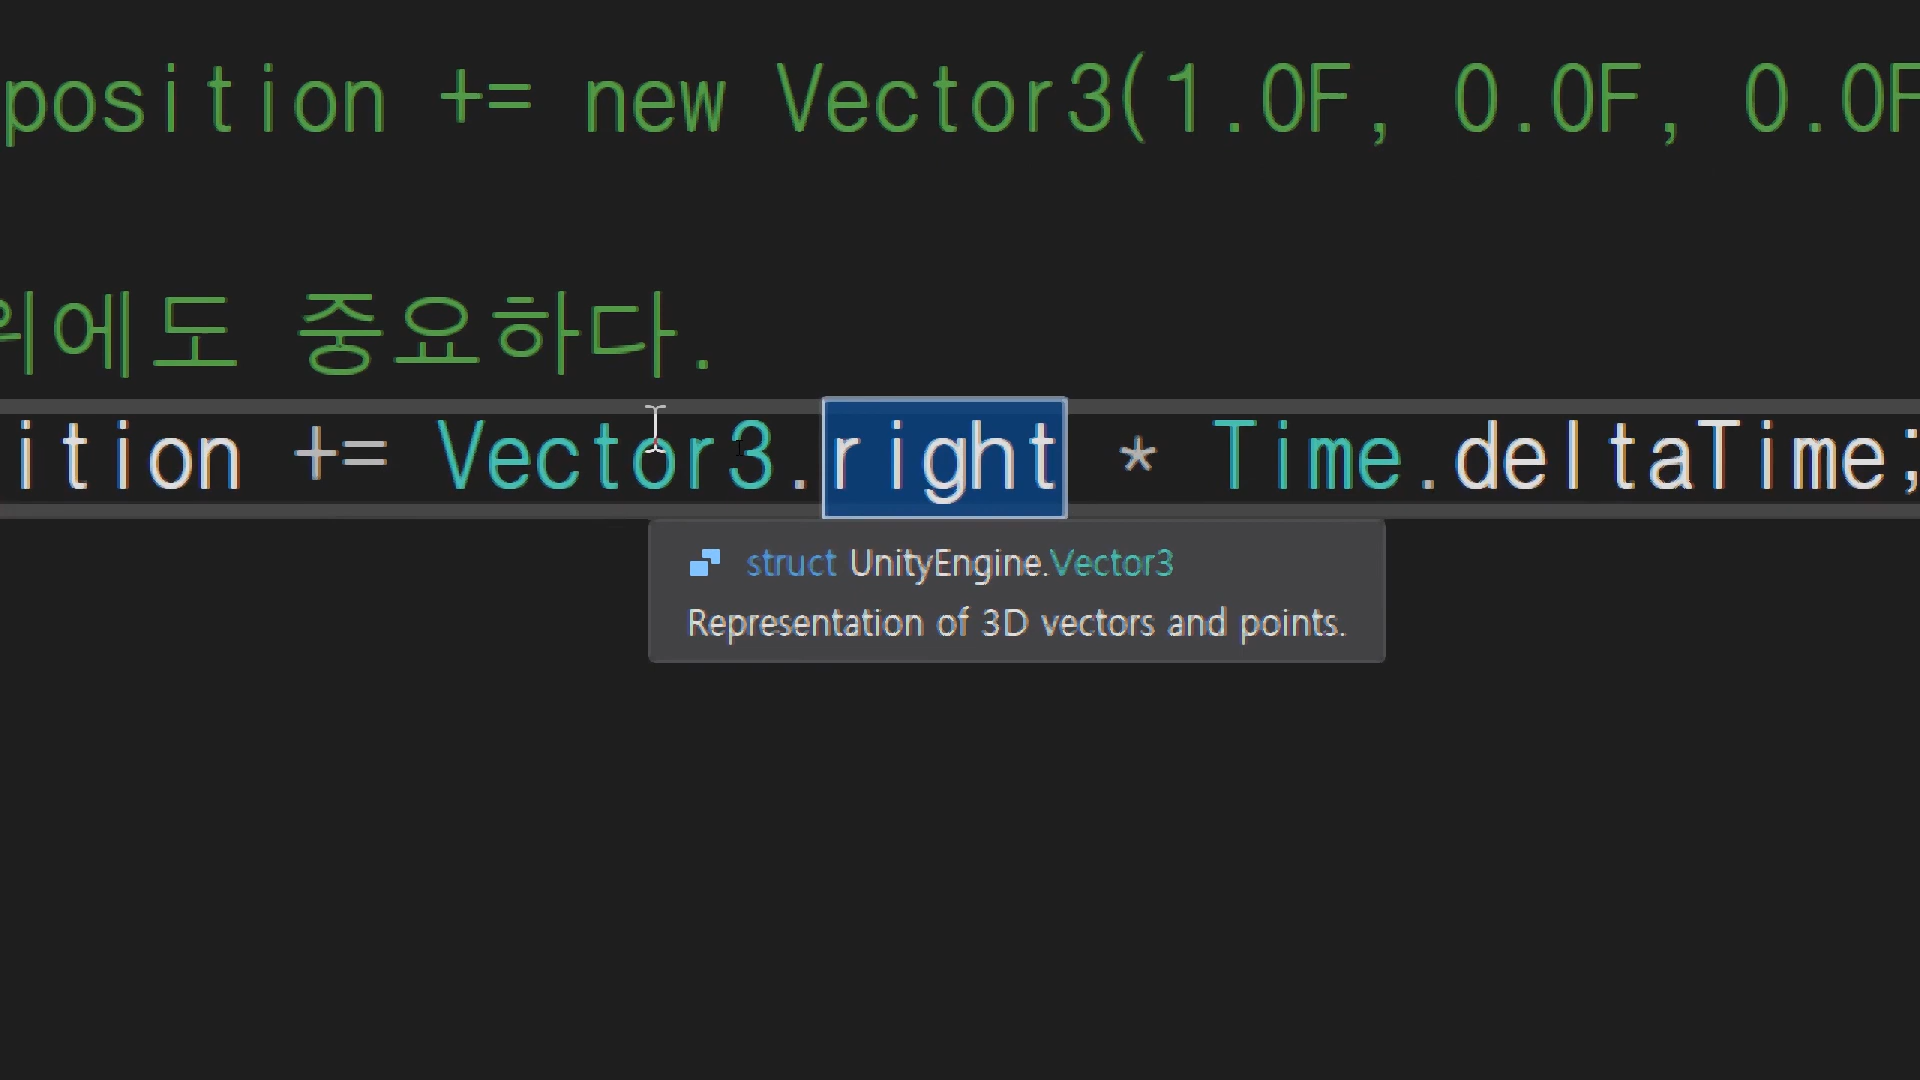 position += new Vector3(1.0F, 0.0F, 0.0F
위에도 중요하다.
ition += Vector3.right * Time.deltaTime;
struct UnityEngine.Vector3
Representation of 3D vectors and points.